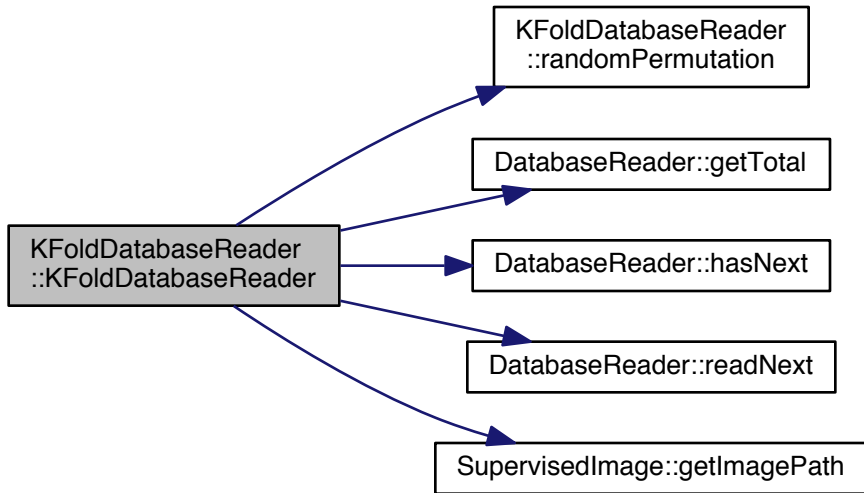 KFoldDatabaseReader
::randomPermutation
DatabaseReader::getTotal
KFoldDatabaseReader
::KFoldDatabaseReader
DatabaseReader::hasNext
DatabaseReader::readNext
SupervisedImage::getImagePath